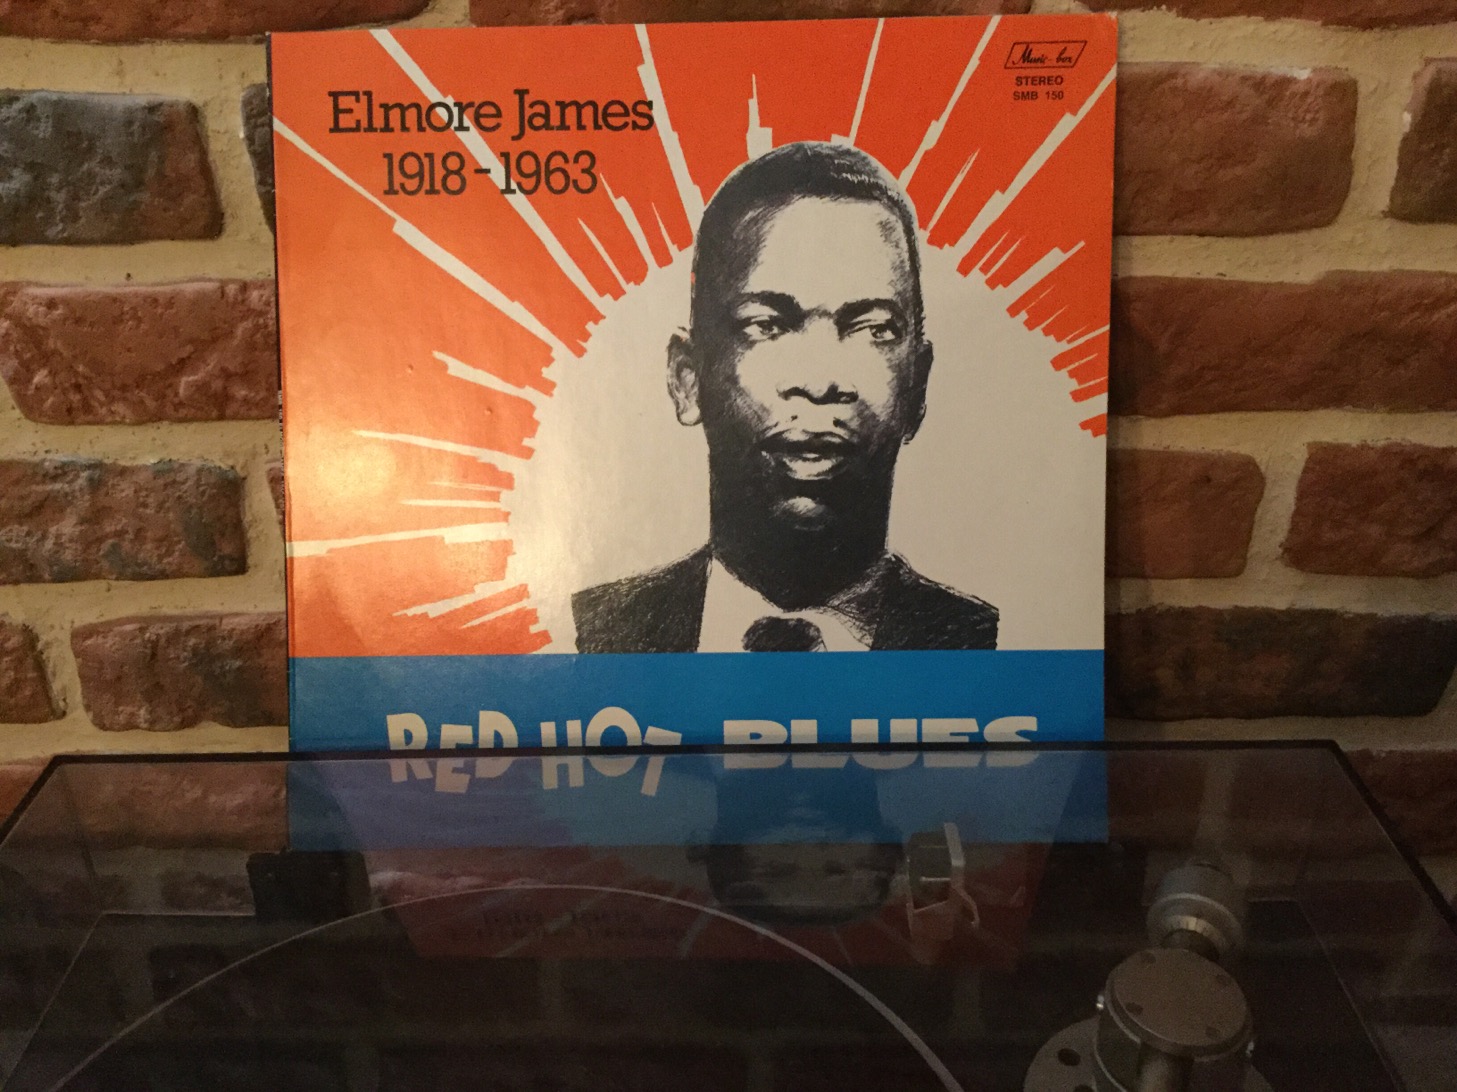 Elmore James
1918-1963
Music-box
STEREO
SMB 150
RED HOT BLUES